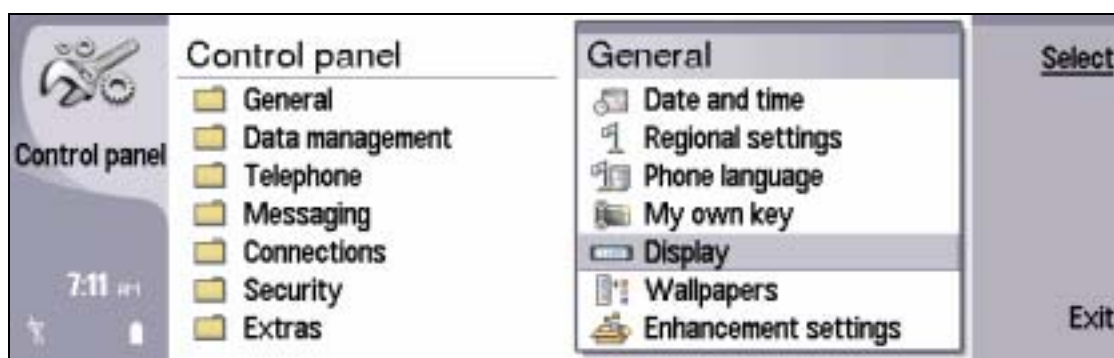 Control panel
7:11
Control panel
General
Data management
Telephone
Messaging
Connections
Security
Extras
General
Date and time
Regional settings
Phone language
My own key
Display
Wallpapers
Enhancement settings
Select
Exit